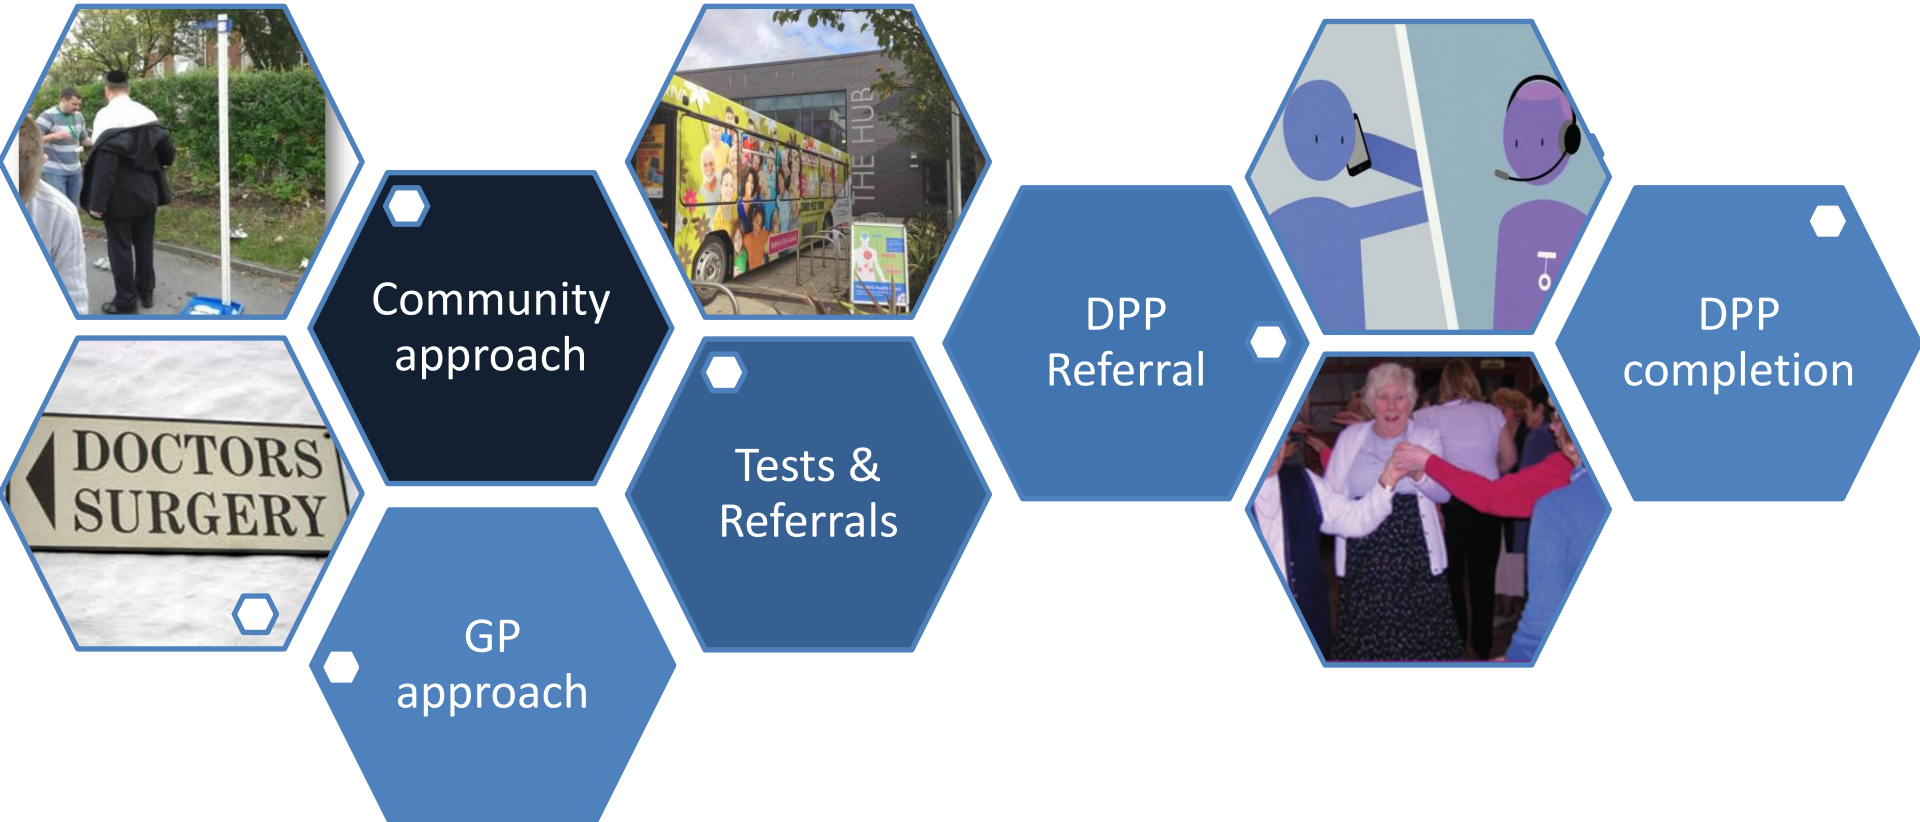 Community
approach
THE HUB
DOCTORS
SURGERY
GP
approach
Tests &
Referrals
DPP
Referral
DPP
completion